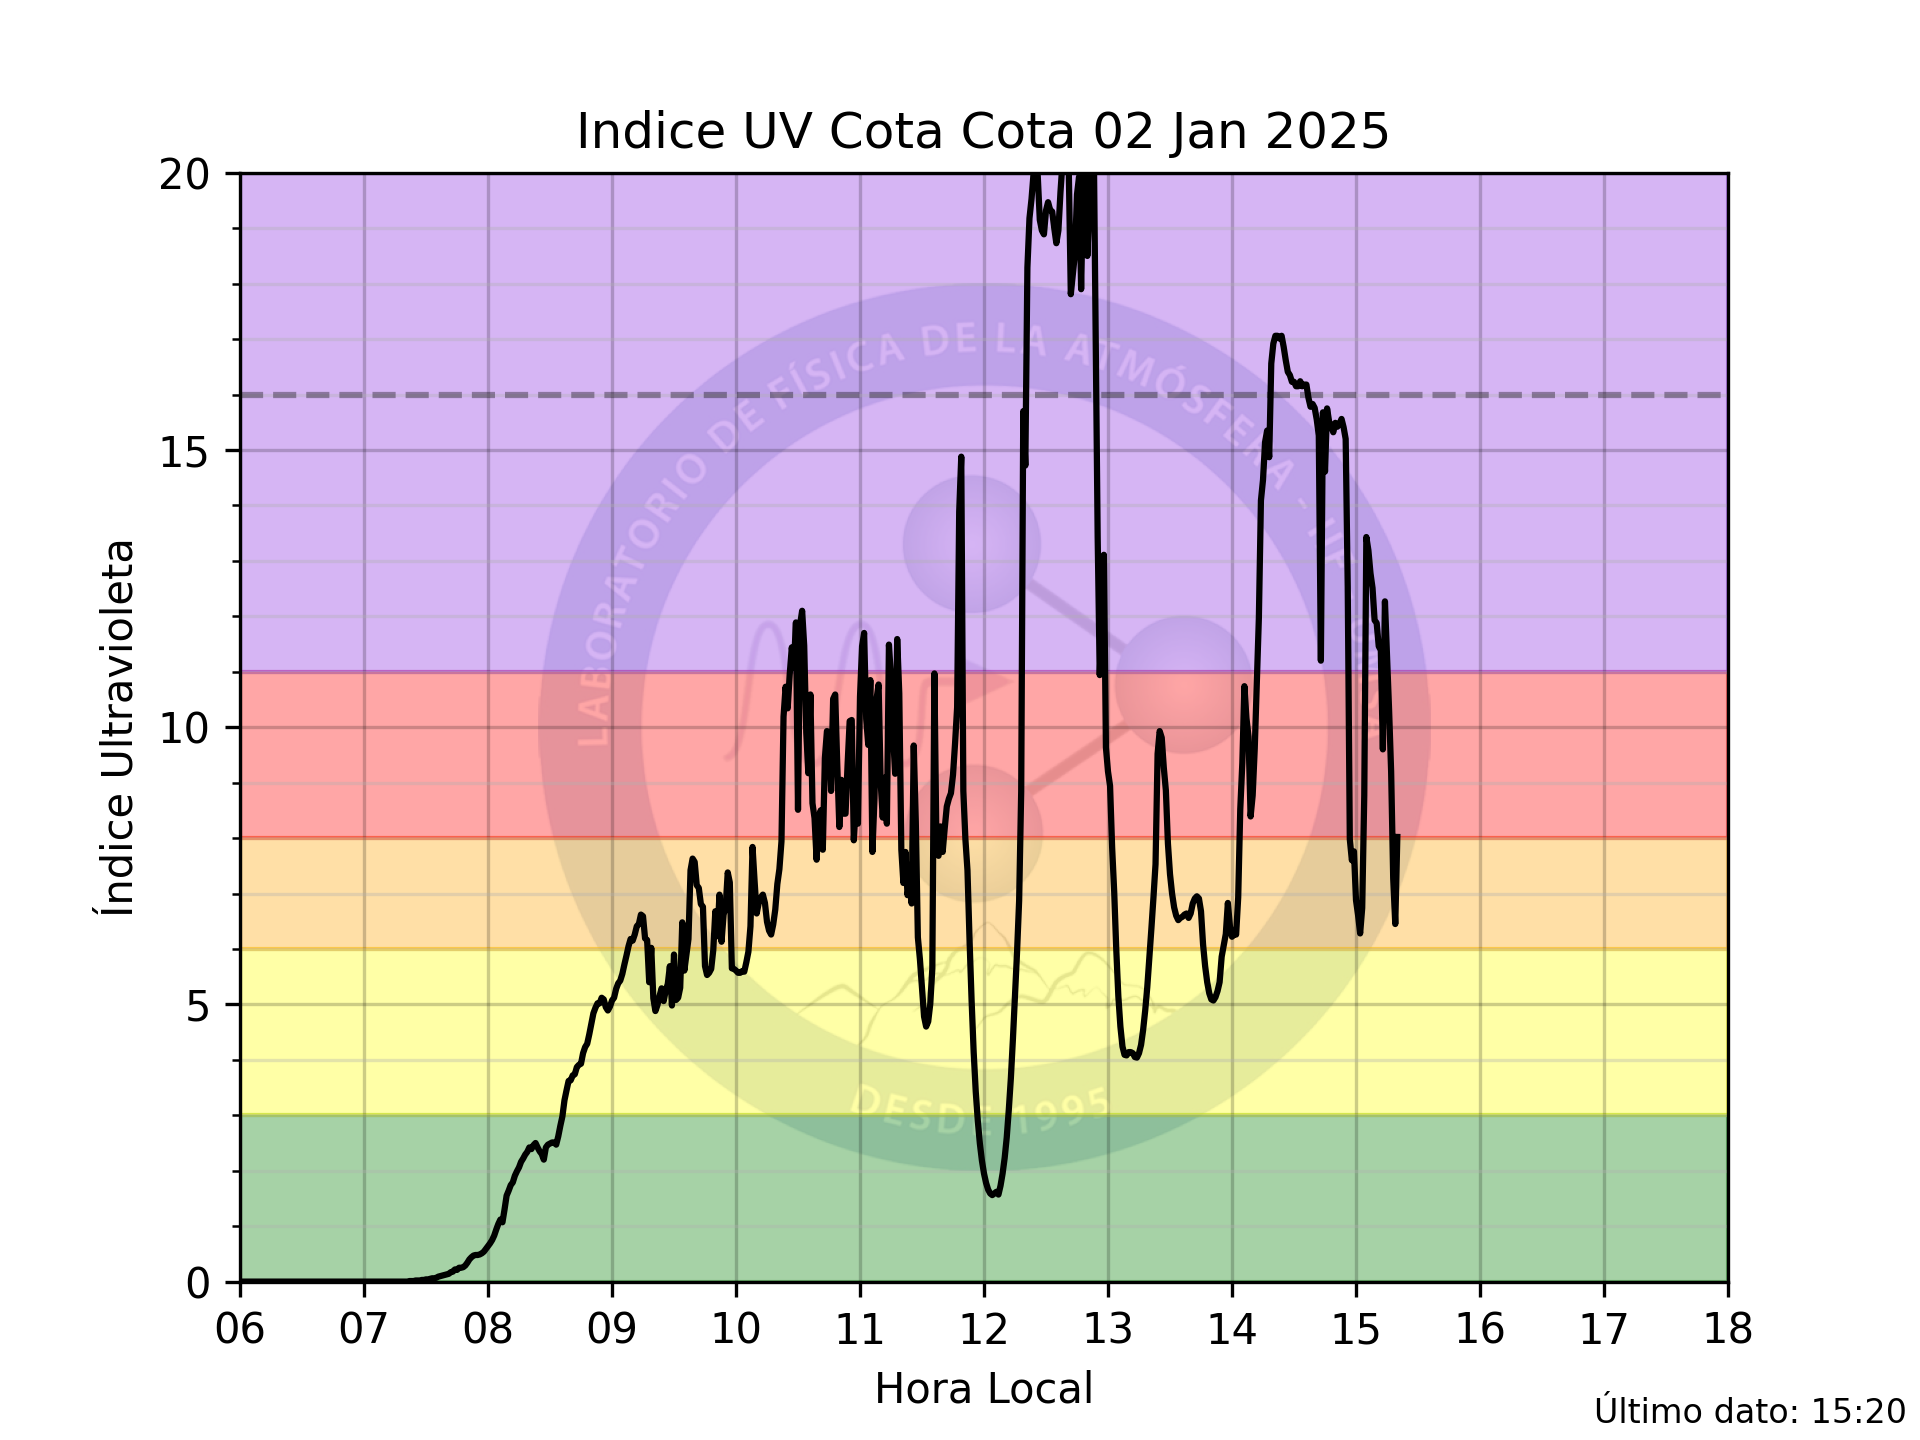 Indice UV Cota Cota 02 Jan 2025
20
15
10
5
0
Índice Ultravioleta
LABORATORIO DE FÍSICA DE LA ATMÓSFERA - IIF
DESDE 1995
06 07 08 09 10 11 12 13 14 15 16 17 18
Hora Local
Último dato: 15:20